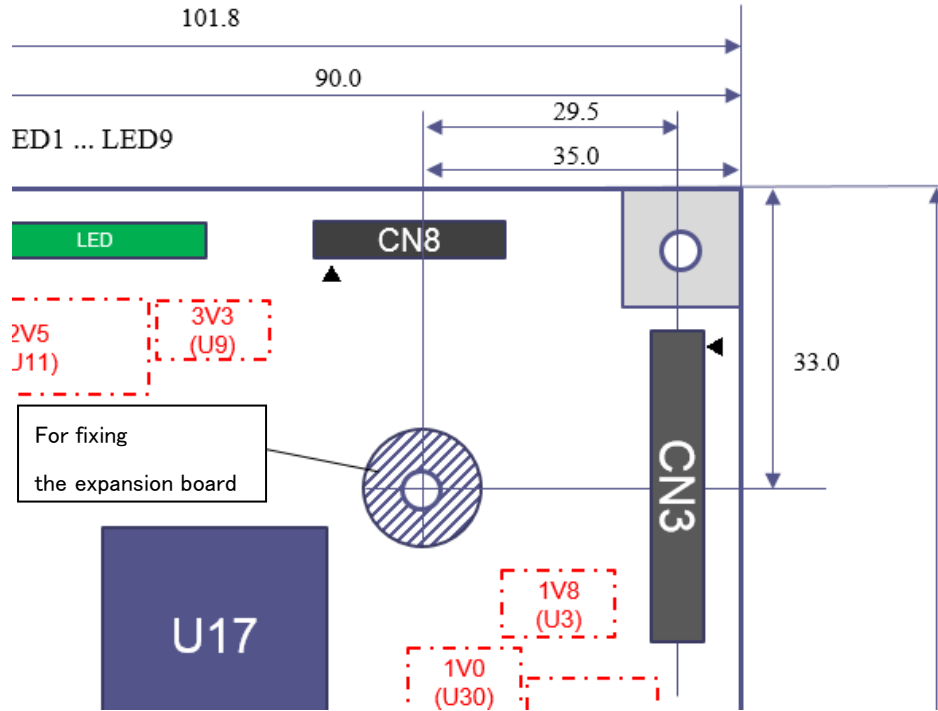 101.8
90.0
29.5
ED1 ... LED9
35.0
LED
CN8
3V3
(U9)
2V5
U11)
33.0
For fixing
the expansion board
CN3
1V8
(U3)
U17
1V0
(U30)